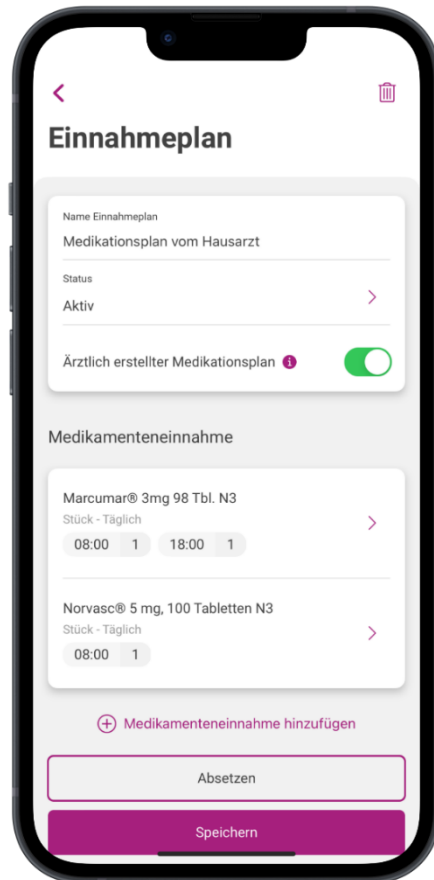 Einnahmeplan
Name Einnahmeplan
Medikationsplan vom Hausarzt
Status
Aktiv
Ärztlich erstellter Medikationsplan i
Medikamenteneinnahme
Marcumar® 3mg 98 Tbl. N3
Stück - Täglich
08:00 1 18:00 1
Norvasc® 5 mg, 100 Tabletten N3
Stück - Täglich
08:00 1
Medikamenteneinnahme hinzufügen
Absetzen
Speichern